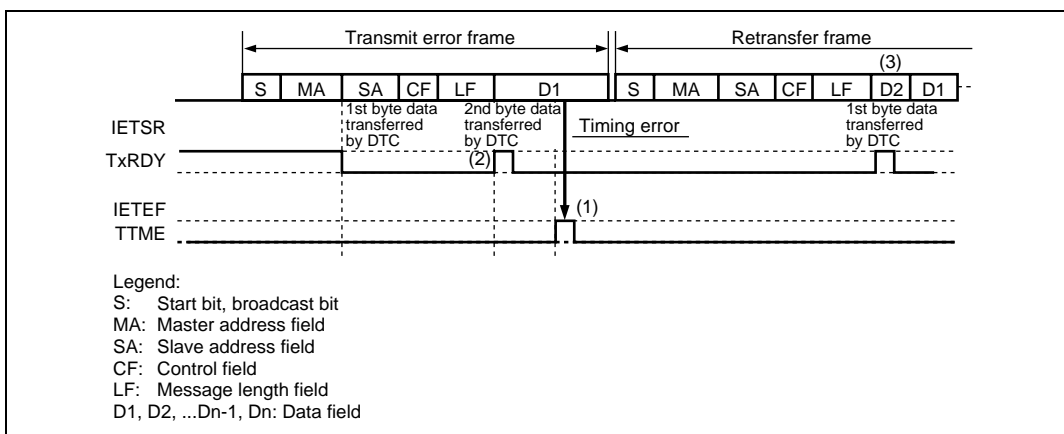 Transmit error frame
Retransfer frame
(3)
S MA SA CF LF D1 S MA SA CF LF D2 D1
1st byte data
transferred
by DTC
2nd byte data
transferred
by DTC
Timing error
1st byte data
transferred
by DTC
IETSR
TxRDY
(2)
IETEF
TTME
(1)
Legend:
S: Start bit, broadcast bit
MA: Master address field
SA: Slave address field
CF: Control field
LF: Message length field
D1, D2, ...Dn-1, Dn: Data field